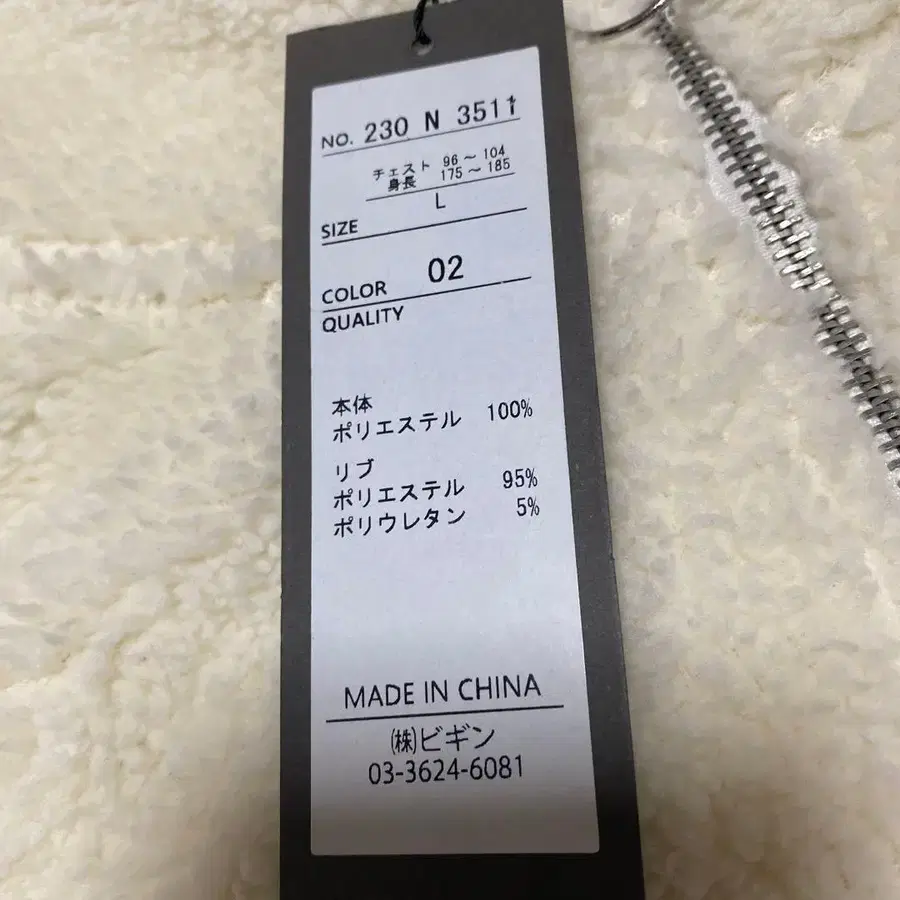 NO. 230 N 3511
チェスト 96 ～ 104
身長 175 ～ 185
L
SIZE
COLOR 02
QUALITY
本体
ポリエステル 100%
リブ
ポリエステル 95%
ポリウレタン 5%
MADE IN CHINA
㈱ビギン
03-3624-6081